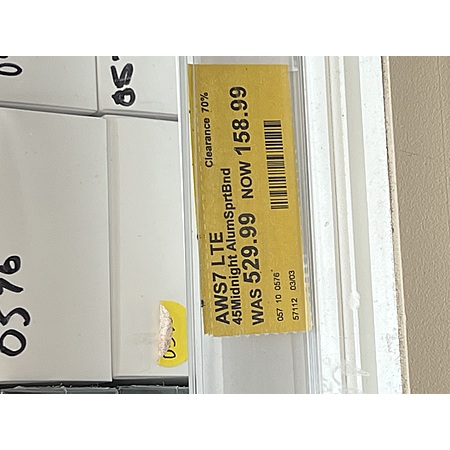 AWS7 LTE
45Midnight AlumSprtBnd
WAS 529.99 NOW 158.99
Clearance 70%
057 10 0576
57112 03/03
0576